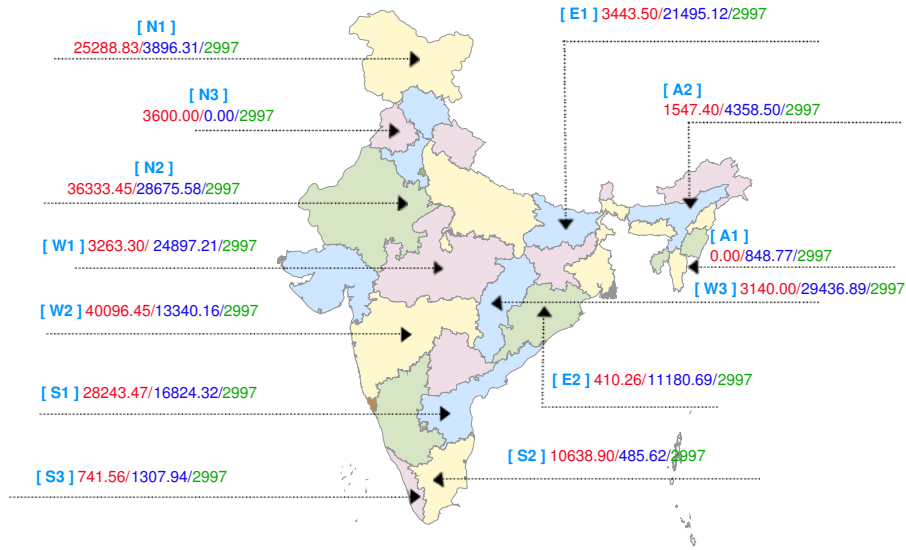 [ E1 ] 3443.50/21495.12/2997
[ N1 ]
25288.83/3896.31/2997
[ N3 ]
3600.00/0.00/2997
[ A2 ]
1547.40/4358.50/2997
[ N2 ]
36333.45/28675.58/2997
[ W1 ] 3263.30/ 24897.21/2997
[ A1 ]
0.00/848.77/2997
[ W3 ] 3140.00/29436.89/2997
[ W2 ] 40096.45/13340.16/2997
[ E2 ] 410.26/11180.69/2997
[ S1 ] 28243.47/16824.32/2997
[ S2 ] 10638.90/485.62/2997
[ S3 ] 741.56/1307.94/2997